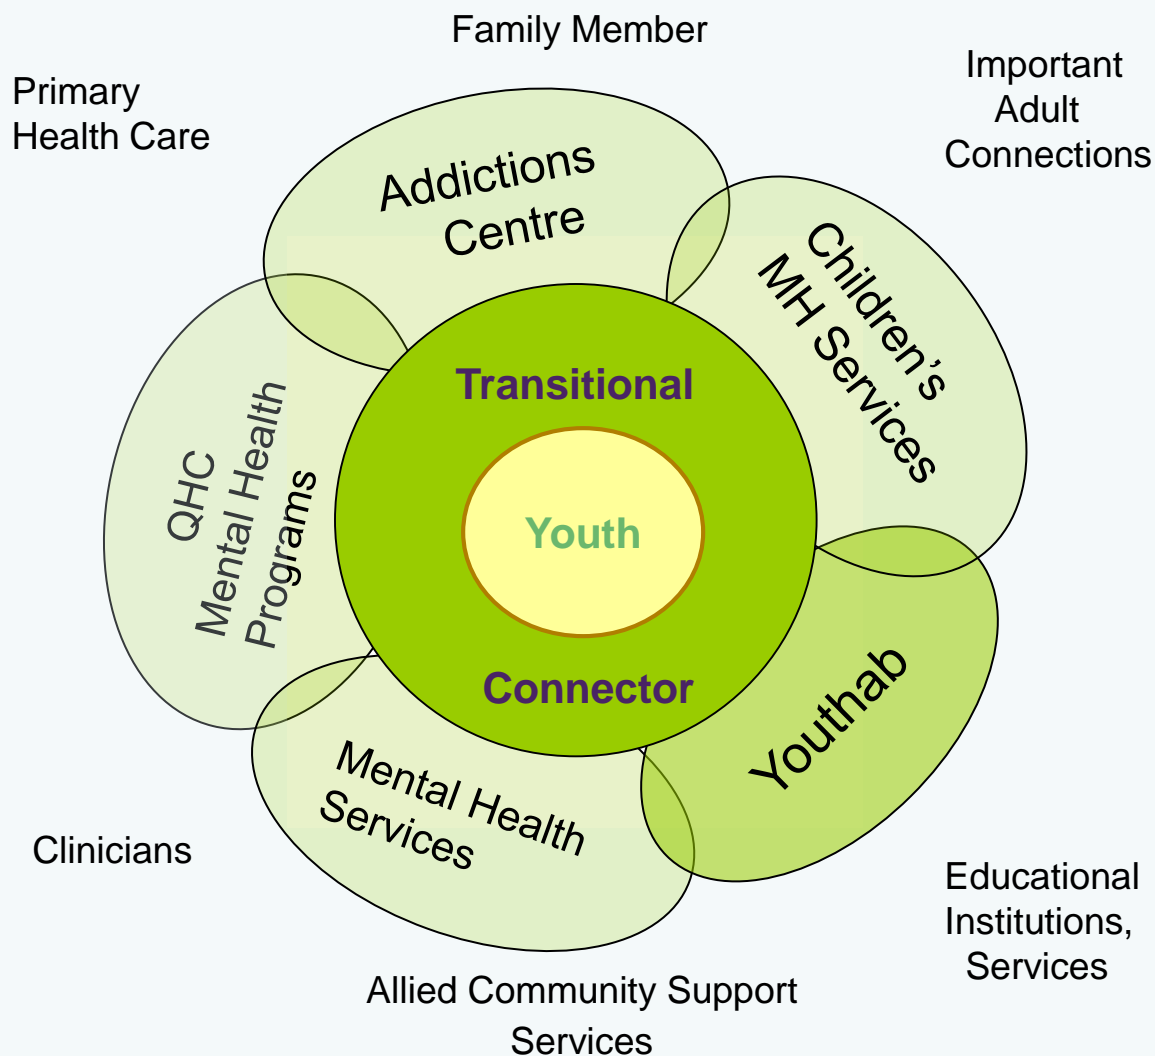 Family Member
Primary
Health Care
Important
Adult
Connections
Addictions
Centre
Children’s
MH Services
QHC
Mental Health
Programs
Transitional
Youth
Connector
Youthab
Mental Health
Services
Clinicians
Educational
Institutions,
Services
Allied Community Support
Services